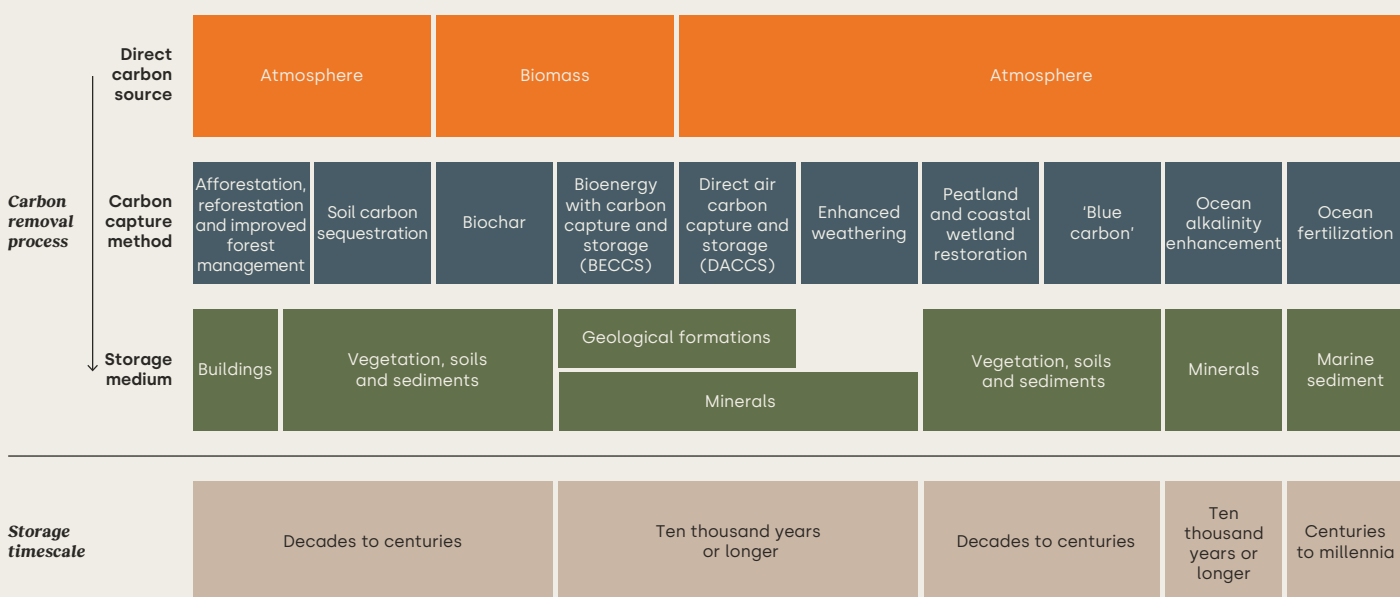 Direct
carbon
source
Atmosphere
Biomass
Atmosphere
Carbon
removal
process
Carbon
capture
method
Afforestation,
reforestation
and improved
forest
management
Soil carbon
sequestration
Biochar
Bioenergy
with carbon
capture and
storage
(BECCS)
Direct air
carbon
capture and
storage
(DACCS)
Enhanced
weathering
Peatland
and coastal
wetland
restoration
‘Blue
carbon’
Ocean
alkalinity
enhancement
Ocean
fertilization
Storage
medium
Buildings
Vegetation, soils
and sediments
Geological formations
Minerals
Vegetation, soils
and sediments
Minerals
Marine
sediment
Storage
timescale
Decades to centuries
Ten thousand years
or longer
Decades to centuries
Ten
thousand
years or
longer
Centuries
to millennia